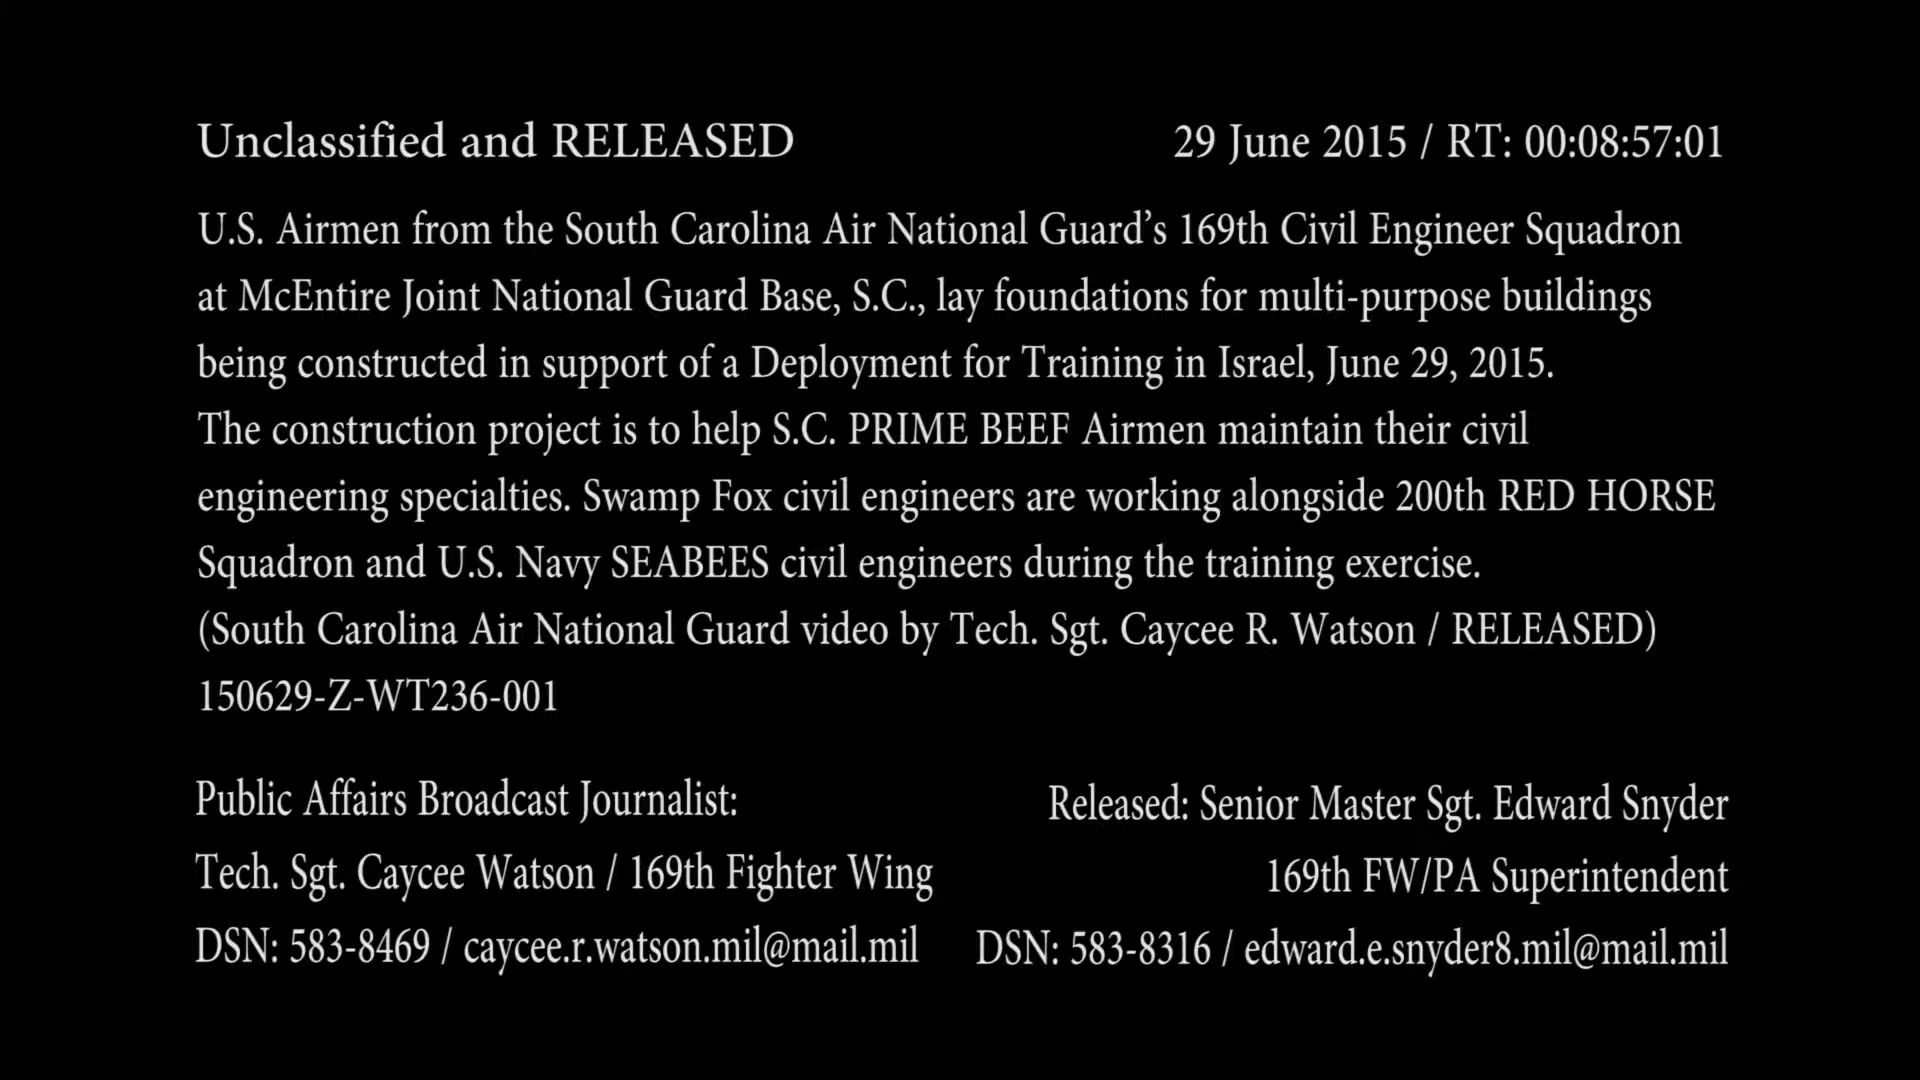 Unclassified and RELEASED 29 June 2015 / RT: 00:08:57:01
U.S. Airmen from the South Carolina Air National Guard’s 169th Civil Engineer Squadron
at McEntire Joint National Guard Base, S.C., lay foundations for multi-purpose buildings
being constructed in support of a Deployment for Training in Israel, June 29, 2015.
The construction project is to help S.C. PRIME BEEF Airmen maintain their civil
engineering specialties. Swamp Fox civil engineers are working alongside 200th RED HORSE
Squadron and U.S. Navy SEABEES civil engineers during the training exercise.
(South Carolina Air National Guard video by Tech. Sgt. Caycee R. Watson / RELEASED)
150629-Z-WT236-001
Public Affairs Broadcast Journalist:
Tech. Sgt. Caycee Watson / 169th Fighter Wing
DSN: 583-8469 / caycee.r.watson.mil@mail.mil
Released: Senior Master Sgt. Edward Snyder
169th FW/PA Superintendent
DSN: 583-8316 / edward.e.snyder8.mil@mail.mil